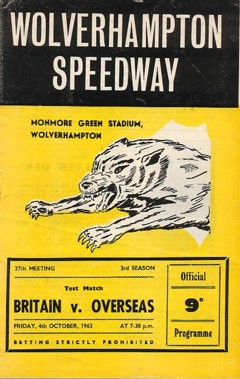 WOLVERHAMPTON
SPEEDWAY
MONMORE GREEN STADIUM,
WOLVERHAMPTON
27th MEETING 3rd SEASON
Test Match
BRITAIN v. OVERSEAS
FRIDAY, 4th OCTOBER, 1963 AT 7-30 p.m.
Official
9D
Programme
BETTING STRICTLY PROHIBITED